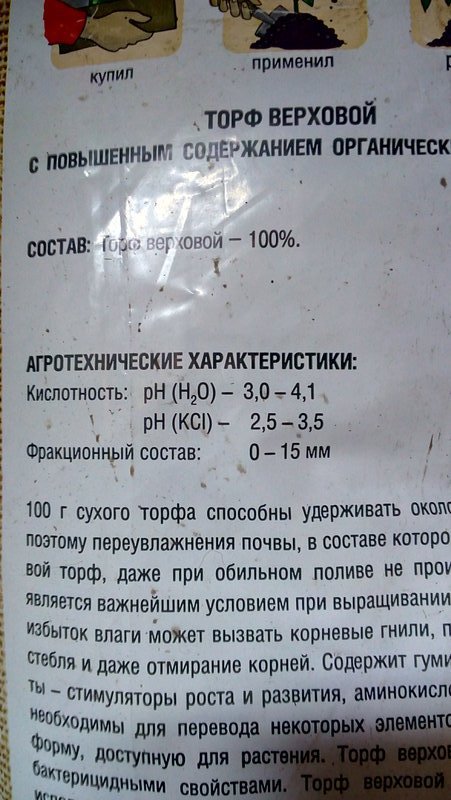 купил
применил
ТОРФ ВЕРХОВОЙ
С ПОВЫШЕННЫМ СОДЕРЖАНИЕМ ОРГАНИЧЕСК
СОСТАВ: Торф верховой – 100%.
АГРОТЕХНИЧЕСКИЕ ХАРАКТЕРИСТИКИ:
Кислотность: pH (H₂O) – 3,0 – 4,1
pH (KCl) – 2,5 – 3,5
Фракционный состав: 0 – 15 мм
100 г сухого торфа способны удерживать около
поэтому переувлажнения почвы, в составе которо
вой торф, даже при обильном поливе не прои
является важнейшим условием при выращивании
избыток влаги может вызвать корневые гнили, п
стебля и даже отмирание корней. Содержит гуми
ты – стимуляторы роста и развития, аминокисло
необходимы для перевода некоторых элементо
форму, доступную для растения. Торф верхо
бактерицидными свойствами. Торф верховой